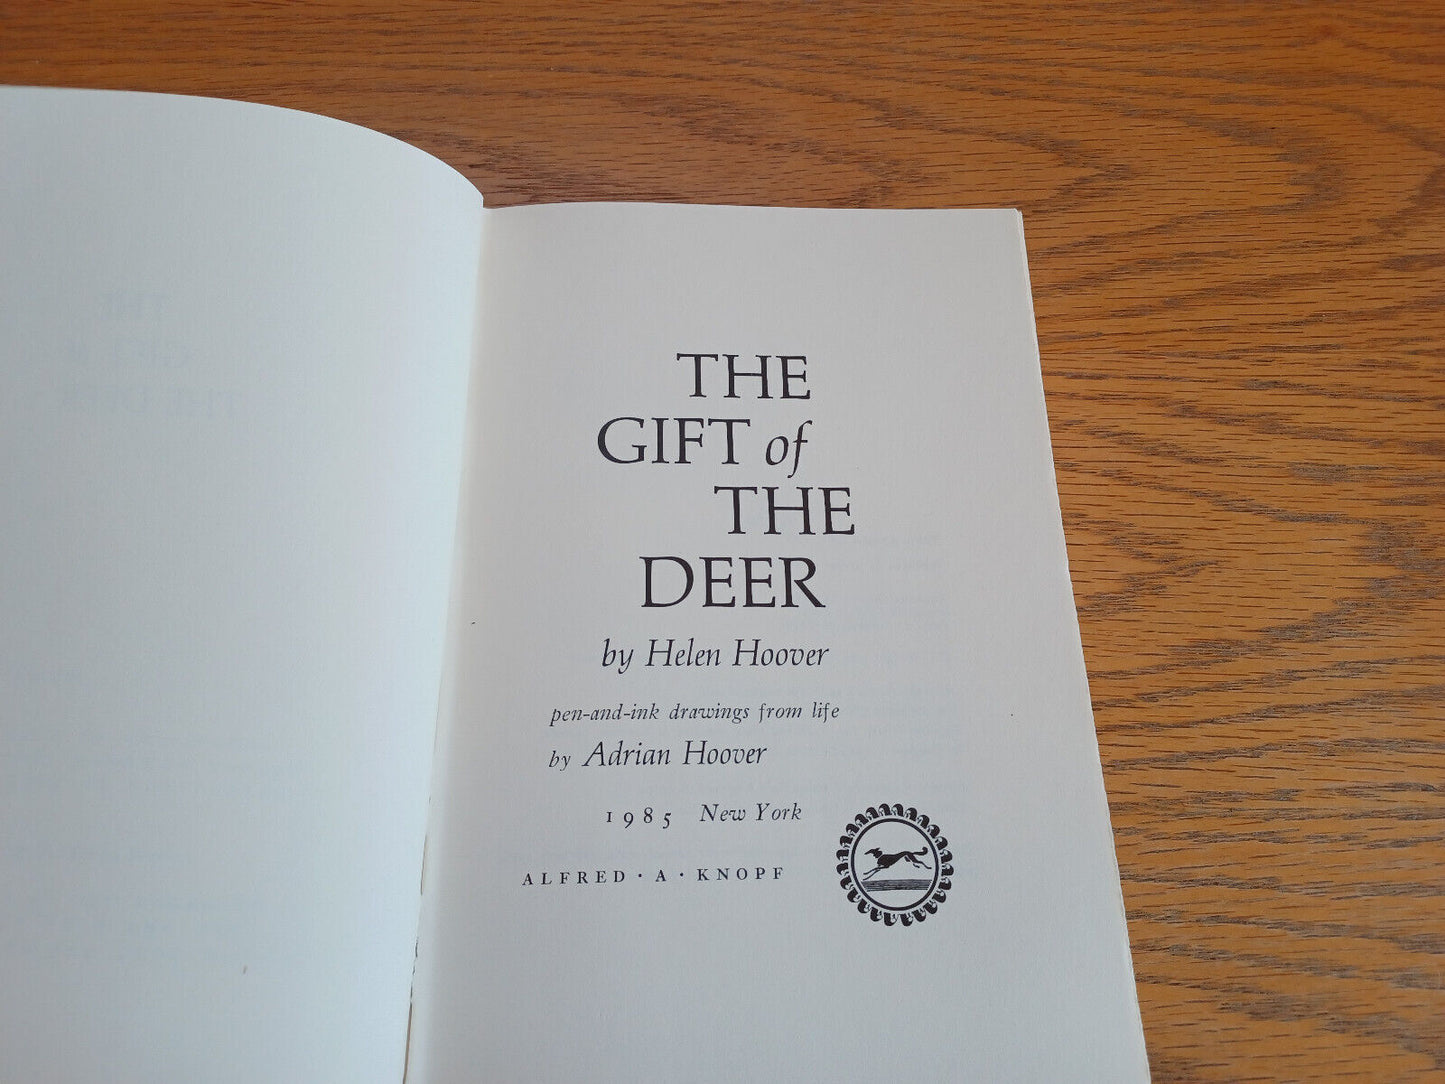 THE
GIFT of
THE
DEER
by Helen Hoover
pen-and-ink drawings from life
by Adrian Hoover
1985 New York
ALFRED · A · KNOPF